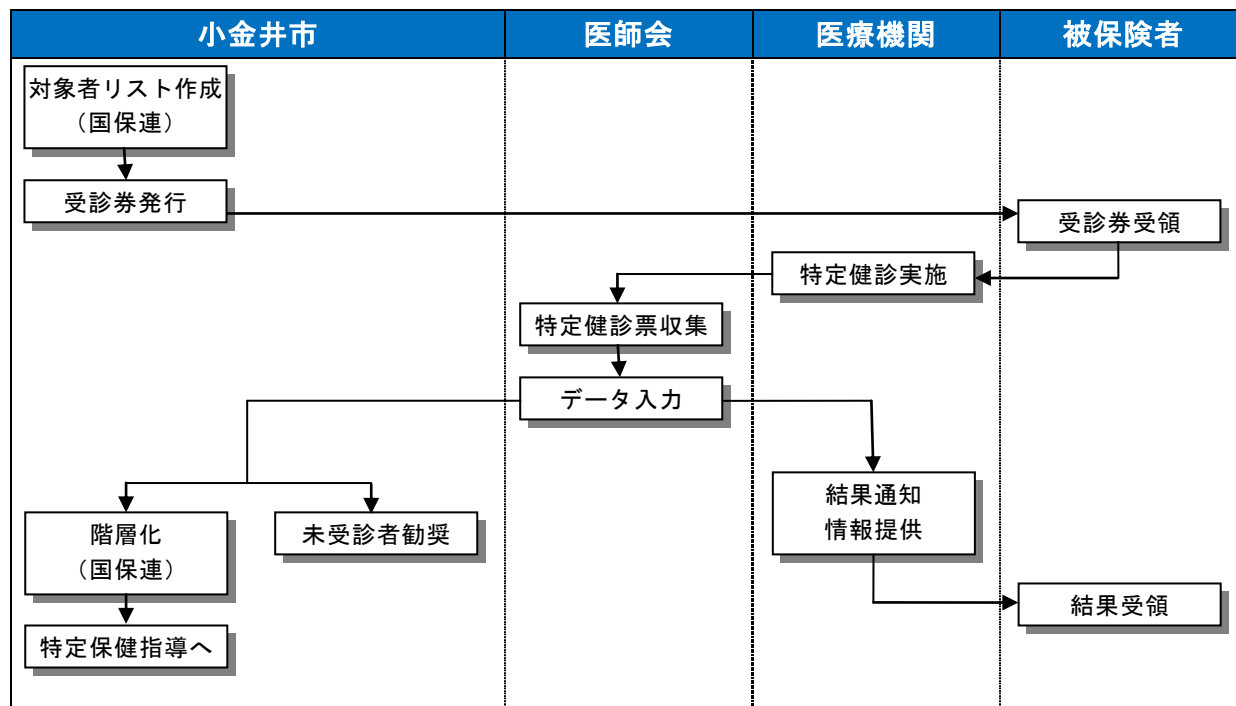 小金井市
医師会
医療機関
被保険者
対象者リスト作成
（国保連）
受診券発行
受診券受領
特定健診実施
特定健診票収集
データ入力
結果通知
情報提供
階層化
（国保連）
未受診者勧奨
結果受領
特定保健指導へ